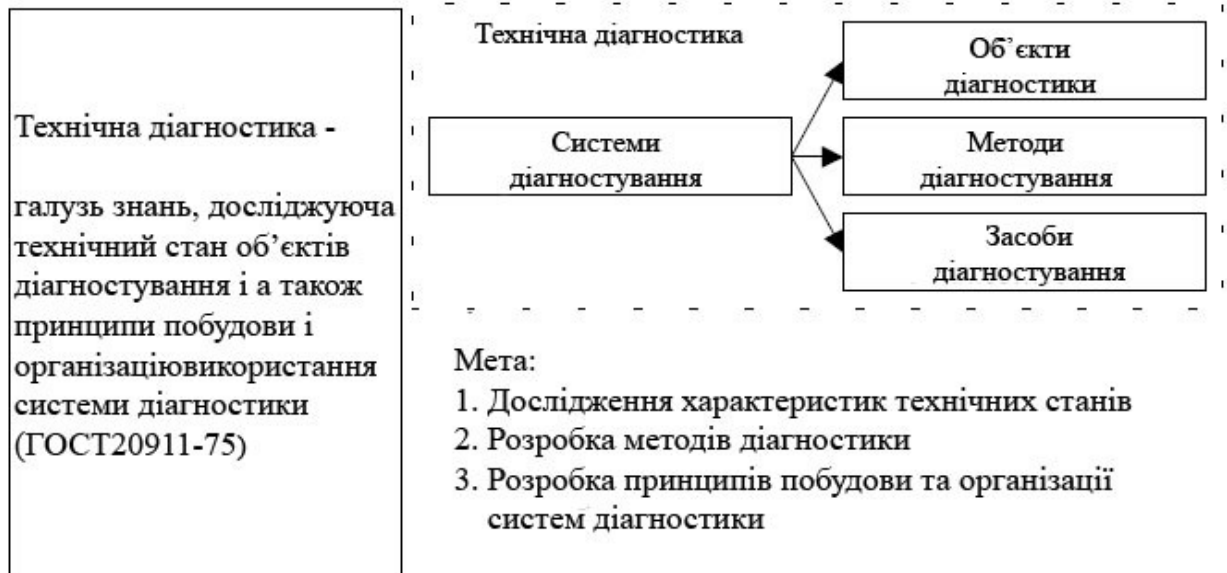 Технічна діагностика -
галузь знань, досліджуюча
технічний стан об’єктів
діагностування і а також
принципи побудови і
організаціювикористання
системи діагностики
(ГОСТ20911-75)
Технічна діагностика
Системи
діагностування
Об’єкти
діагностики
Методи
діагностування
Засоби
діагностування
Мета:
1. Дослідження характеристик технічних станів
2. Розробка методів діагностики
3. Розробка принципів побудови та організації
систем діагностики